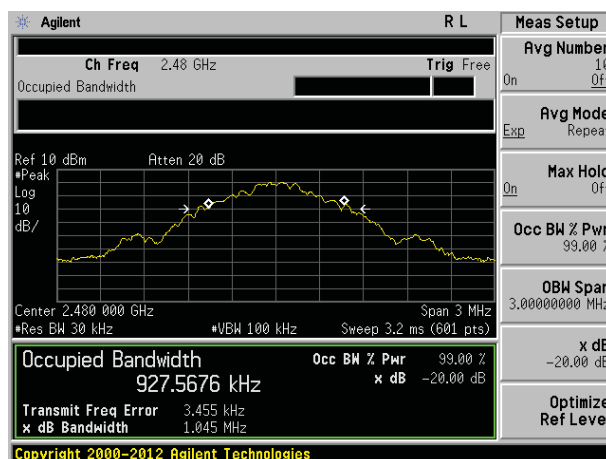 Agilent R L
Ch Freq 2.48 GHz Trig Free
Occupied Bandwidth
Ref 10 dBm Atten 20 dB
#Peak
Log
10
dB/
Center 2.480 000 GHz Span 3 MHz
#Res BW 30 kHz #VBW 100 kHz Sweep 3.2 ms (601 pts)
Occupied Bandwidth Occ BW % Pwr 99.00 %
927.5676 kHz x dB -20.00 dB
Transmit Freq Error 3.455 kHz
x dB Bandwidth 1.045 MHz
Copyright 2000-2012 Agilent Technologies
Meas Setup
Avg Number
10
On Off
Avg Mode
Exp Repeat
Max Hold
On Off
Occ BW % Pwr
99.00 %
OBW Span
3.00000000 MHz
x dB
-20.00 dB
Optimize
Ref Level